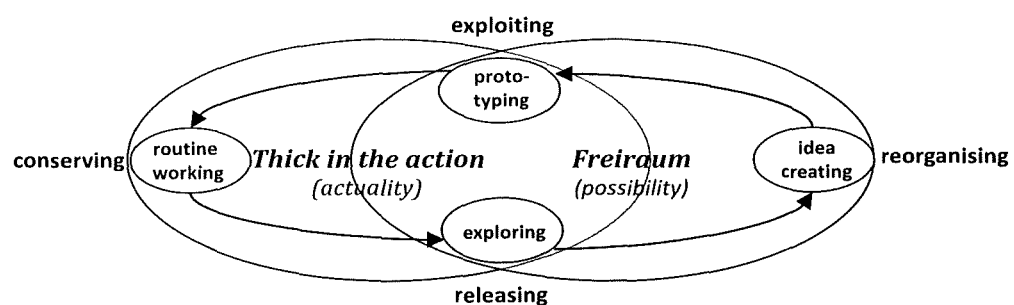 exploiting
proto-
typing
conserving
routine
working
Thick in the action
(actuality)
Freiraum
(possibility)
idea
creating
reorganising
exploring
releasing